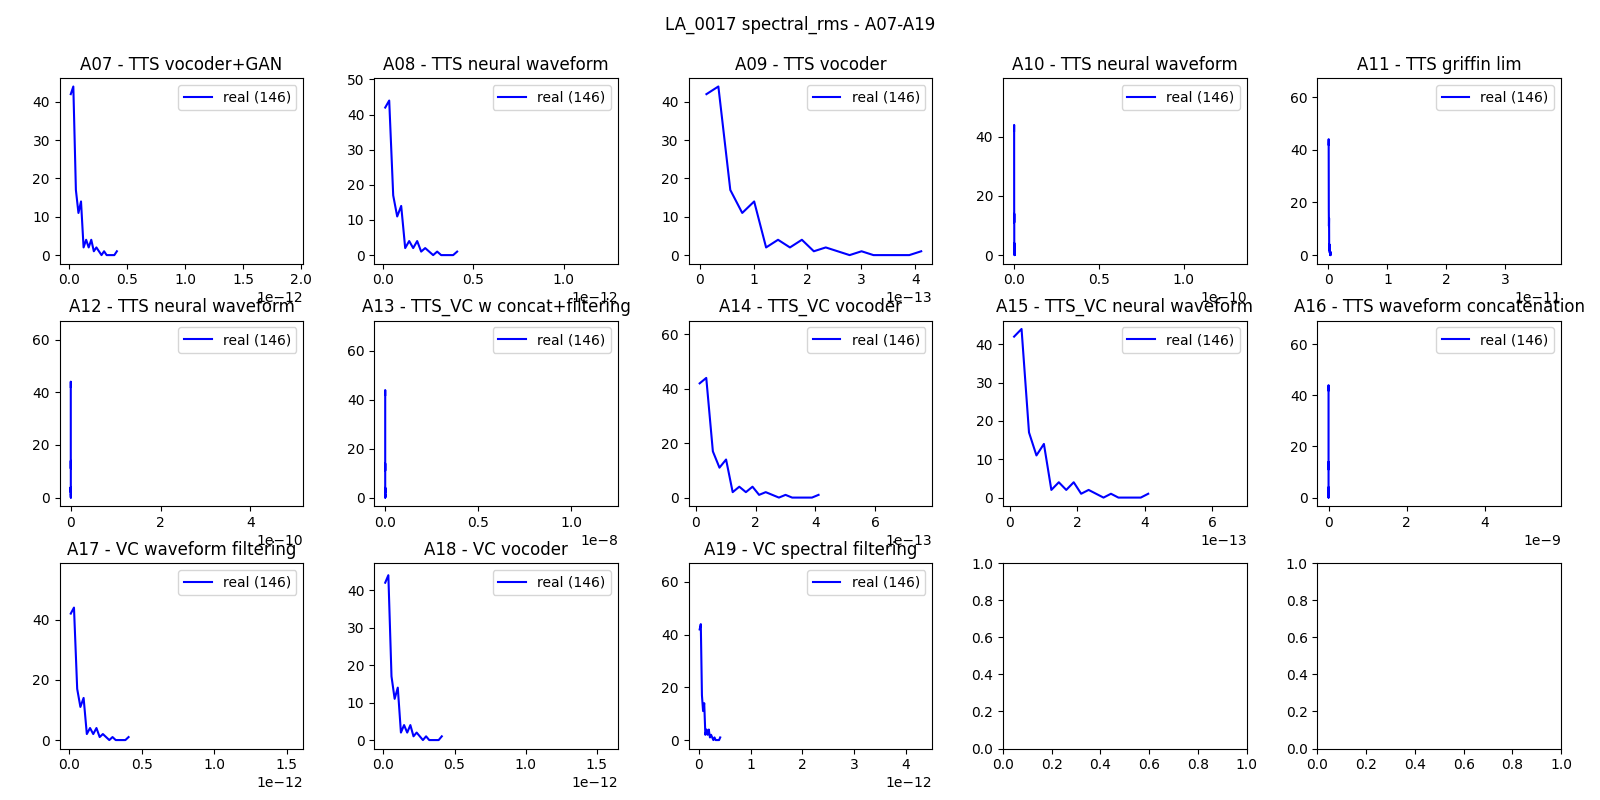 LA_0017 spectral_rms - A07-A19
A07 - TTS vocoder+GAN
real (146)
0 10 20 30 40
0.0 0.5 1.0 1.5 2.0
1e−12
A08 - TTS neural waveform
real (146)
0 10 20 30 40 50
0.0 0.5 1.0
1e−12
A09 - TTS vocoder
real (146)
0 10 20 30 40
0 1 2 3 4
1e−13
A10 - TTS neural waveform
real (146)
0 20 40
0.0 0.5 1.0
1e−10
A11 - TTS griffin lim
real (146)
0 20 40 60
0 1 2 3
1e−11
A12 - TTS neural waveform
real (146)
0 20 40 60
0 2 4
1e−10
A13 - TTS_VC w concat+filtering
real (146)
0 20 40 60
0.0 0.5 1.0
1e−8
A14 - TTS_VC vocoder
real (146)
0 20 40 60
0 2 4 6
1e−13
A15 - TTS_VC neural waveform
real (146)
0 10 20 30 40
0 2 4 6
1e−13
A16 - TTS waveform concatenation
real (146)
0 20 40 60
0 2 4
1e−9
A17 - VC waveform filtering
real (146)
0 20 40
0.0 0.5 1.0 1.5
1e−12
A18 - VC vocoder
real (146)
0 10 20 30 40
0.0 0.5 1.0 1.5
1e−12
A19 - VC spectral filtering
real (146)
0 20 40 60
0 1 2 3 4
1e−12
0.0 0.2 0.4 0.6 0.8 1.0
0.0 0.2 0.4 0.6 0.8 1.0
0.0 0.2 0.4 0.6 0.8 1.0
0.0 0.2 0.4 0.6 0.8 1.0